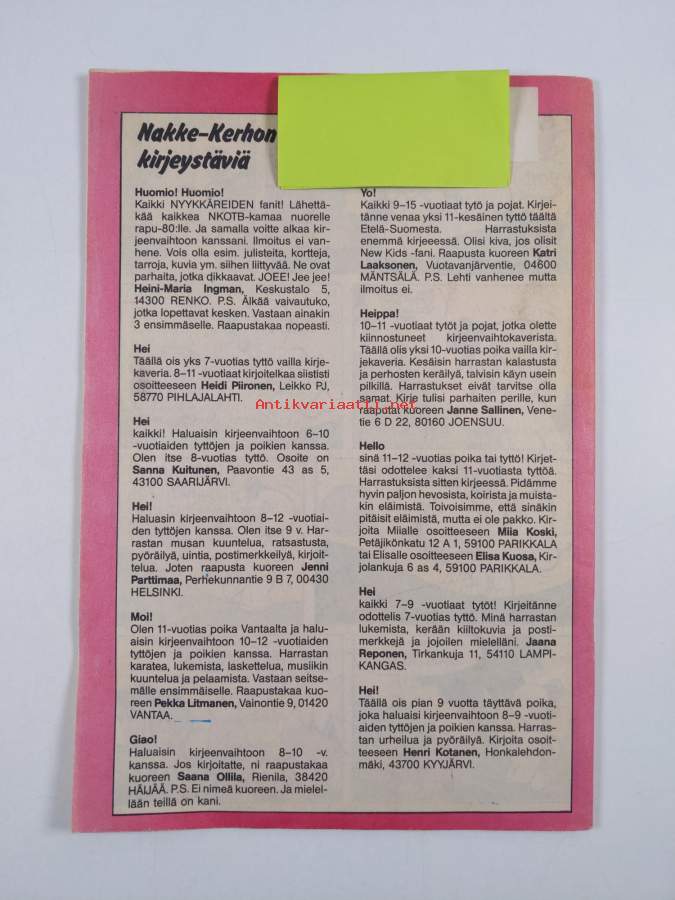 Nakke-Kerhon
kirjeystäviä
Huomio! Huomio!
Kaikki NYYKKÄREIDEN fanit! Lähettä-
kää kaikkea NKOTB-kamaa nuorelle
rapu-80:lle. Ja samalla voitte alkaa kir-
jeenvaihtoon kanssani. Ilmoitus ei van-
hene. Vois olla esim. julisteita, kortteja,
tarroja, kuvia ym. siihen liittyvää. Ne ovat
parhaita, jotka dikkaavat. JOEE! Jee jee!
Heini-Maria Ingman, Keskustalo 5,
14300 RENKO. P.S. Älkää vaivautuko,
jotka lopettavat kesken. Vastaan ainakin
3 ensimmäselle. Raapustakaa nopeasti.
Hei
Täällä ois yks 7-vuotias tyttö vailla kirje-
kaveria. 8–11 -vuotiaat kirjoitelkaa siististi
osoitteeseen Heidi Piironen, Leikko PJ,
58770 PIHLAJALAHTI.
Hei
kaikki! Haluaisin kirjeenvaihtoon 6–10
-vuotiaiden tyttöjen ja poikien kanssa.
Olen itse 8-vuotias tyttö. Osoite on
Sanna Kuitunen, Paavontie 43 as 5,
43100 SAARIJÄRVI.
Hei!
Haluasin kirjeenvaihtoon 8–12 -vuotiai-
den tyttöjen kanssa. Olen itse 9 v. Har-
rastan musan kuuntelua, ratsastusta,
pyöräilyä, uintia, postimerkkeilyä, kirjoit-
telua. Joten raapusta kuoreen Jenni
Parttimaa, Perhekunnantie 9 B 7, 00430
HELSINKI.
Moi!
Olen 11-vuotias poika Vantaalta ja halu-
aisin kirjeenvaihtoon 10–12 -vuotiaiden
tyttöjen ja poikien kanssa. Harrastan
karatea, lukemista, laskettelua, musiikin
kuuntelua ja pelaamista. Vastaan seitse-
mälle ensimmäiselle. Raapustakaa kuo-
reen Pekka Litmanen, Vainontie 9, 01420
VANTAA.
Giao!
Haluaisin kirjeenvaihtoon 8–10 -v.
kanssa. Jos kirjoitatte, ni raapustakaa
kuoreen Saana Ollila, Rienila, 38420
HÄIJÄÄ. P.S. Ei nimeä kuoreen. Ja mielel-
lään teillä on kani.
Yo!
Kaikki 9–15 -vuotiaat tytö ja pojat. Kirjei-
tänne venaa yksi 11-kesäinen tyttö täältä
Etelä-Suomesta. Harrastuksista
enemmä kirjeeessä. Olisi kiva, jos olisit
New Kids -fani. Raapusta kuoreen Katri
Laaksonen, Vuotavanjärventie, 04600
MÄNTSÄLÄ. P.S. Lehti vanhenee mutta
ilmoitus ei.
Heippa!
10–11 -vuotiaat tytöt ja pojat, jotka olette
kiinnostuneet kirjeenvaihtokaverista.
Täällä olis yksi 10-vuotias poika vailla kir-
jekaveria. Kesäisin harrastan kalastusta
ja perhosten keräilyä, talvisin käyn usein
pilkillä. Harrastukset eivät tarvitse olla
samat. Kirje tulisi parhaiten perille, kun
raaputat kuoreen Janne Sallinen, Vene-
tie 6 D 22, 80160 JOENSUU.
Hello
sinä 11–12 -vuotias poika tai tyttö! Kirjet-
täsi odottelee kaksi 11-vuotiasta tyttöä.
Harrastuksista sitten kirjeessä. Pidämme
hyvin paljon hevosista, koirista ja muista-
kin eläimistä. Toivoisimme, että sinäkin
pitäisit eläimistä, mutta ei ole pakko. Kir-
joita Miialle osoitteeseen Miia Koski,
Petäjikönkatu 12 A 1, 59100 PARIKKALA
tai Elisalle osoitteeseen Elisa Kuosa, Kir-
jolankuja 6 as 4, 59100 PARIKKALA.
Hei
kaikki 7–9 -vuotiaat tytöt! Kirjeitänne
odottelis 7-vuotias tyttö. Minä harrastan
lukemista, kerään kiiltokuvia ja posti-
merkkejä ja jojoilen mielelläni. Jaana
Reponen, Tirkankuja 11, 54110 LAMPI-
KANGAS.
Hei!
Täällä ois pian 9 vuotta täyttävä poika,
joka haluaisi kirjeenvaihtoon 8–9 -vuoti-
aiden tyttöjen ja poikien kanssa. Harras-
tan urheilua ja pyöräilyä. Kirjoita osoit-
teeseen Henri Kotanen, Honkalehdon-
mäki, 43700 KYYJÄRVI.
Antikvariaatti.net